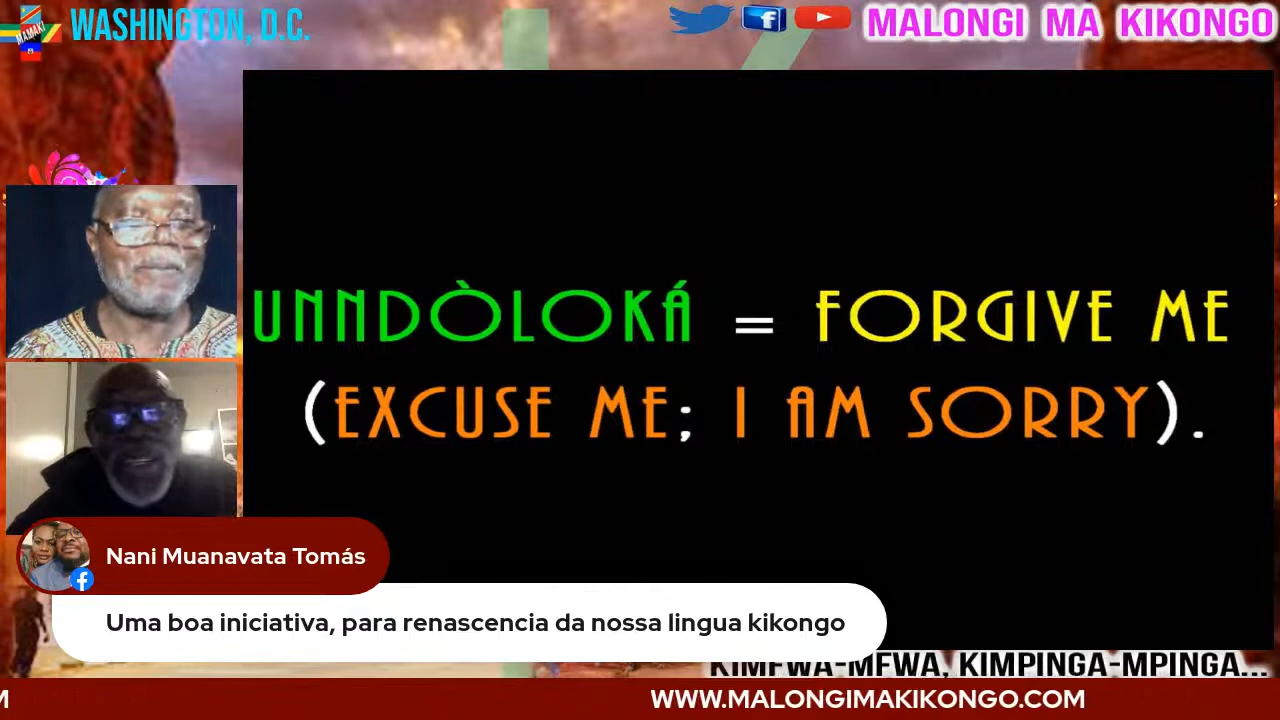 WASHINGTON, D.C.
MAMAKI
MALONGI MA KIKONGO
UNNDÒLOKÁ = FORGIVE ME
(EXCUSE ME; I AM SORRY).
Nani Muanavata Tomás
Uma boa iniciativa, para renascencia da nossa lingua kikongo
KIMFWA-MFWA, KIMPINGA-MPINGA...
M
WWW.MALONGIMAKIKONGO.COM